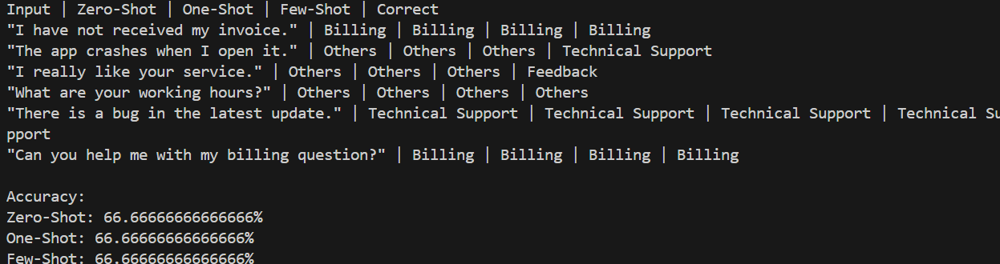 Input | Zero-Shot | One-Shot | Few-Shot | Correct
"I have not received my invoice." | Billing | Billing | Billing | Billing
"The app crashes when I open it." | Others | Others | Others | Technical Support
"I really like your service." | Others | Others | Others | Feedback
"What are your working hours?" | Others | Others | Others | Others
"There is a bug in the latest update." | Technical Support | Technical Support | Technical Support | Technical Su
pport
"Can you help me with my billing question?" | Billing | Billing | Billing | Billing
Accuracy:
Zero-Shot: 66.66666666666666%
One-Shot: 66.66666666666666%
Few-Shot: 66.66666666666666%